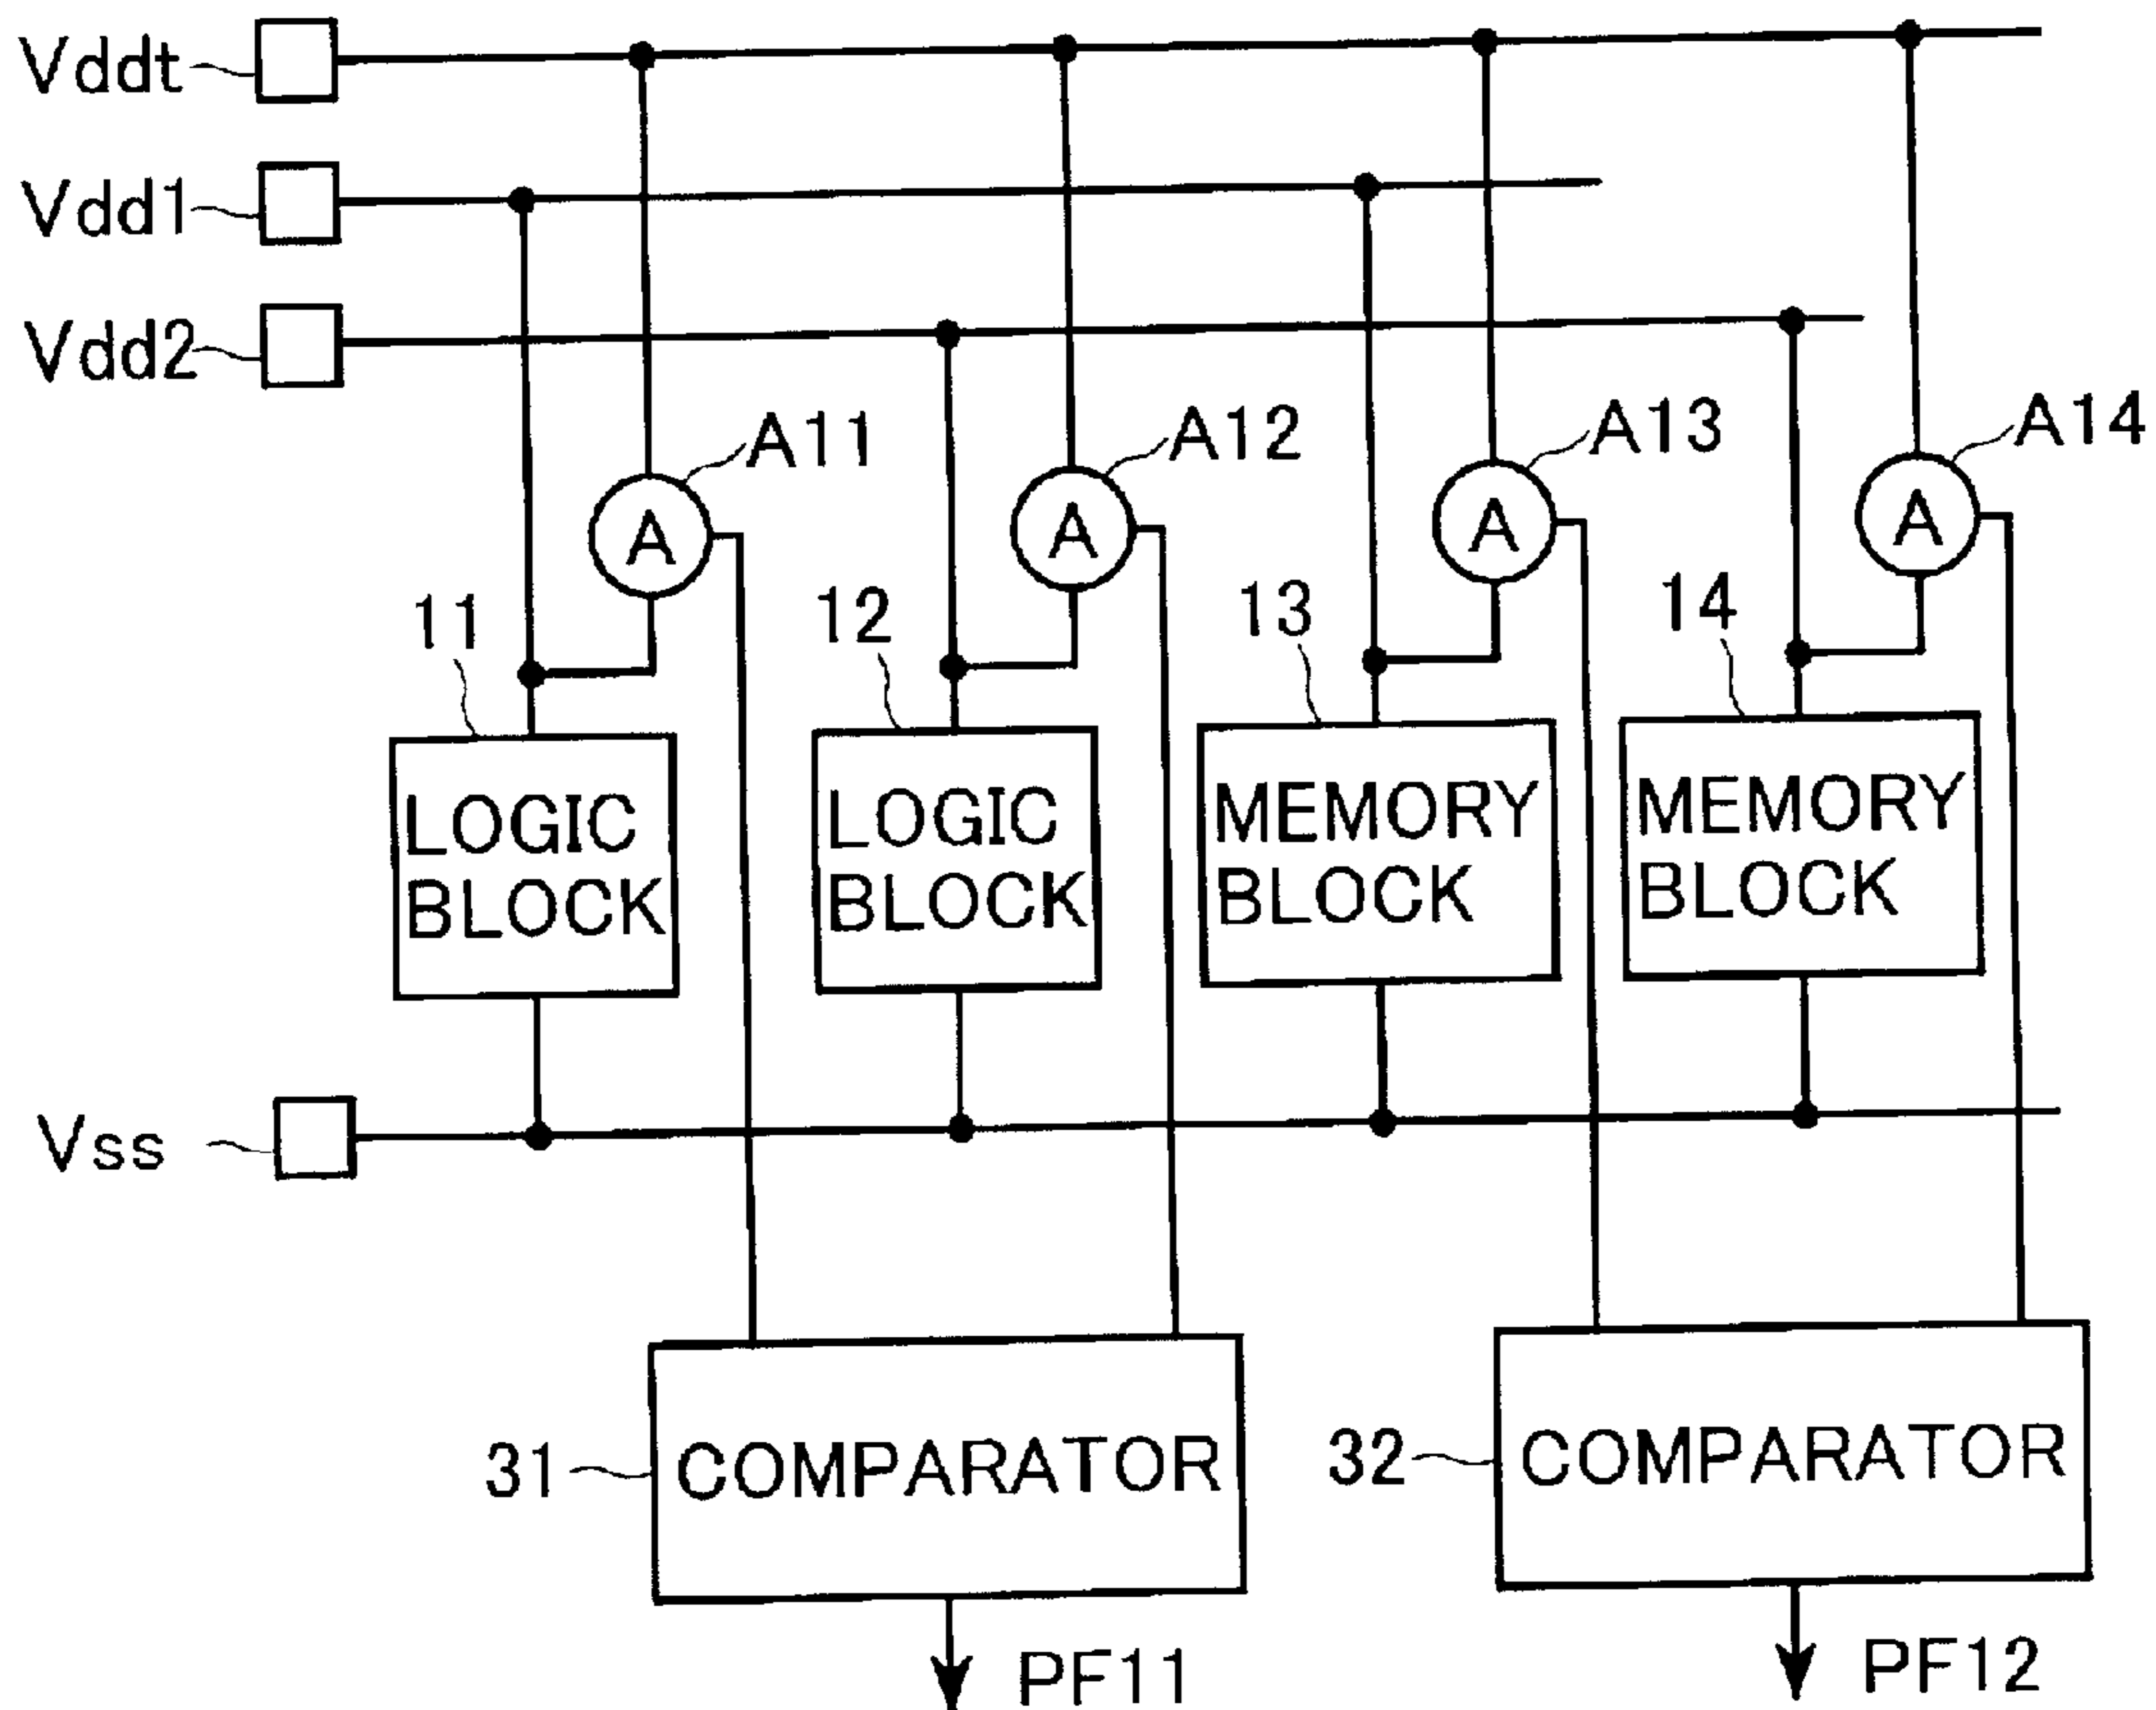 Vddt
Vdd1
Vdd2
A11
A12
A13
A14
A
A
A
A
11
12
13
14
LOGIC
BLOCK
LOGIC
BLOCK
MEMORY
BLOCK
MEMORY
BLOCK
Vss
31
COMPARATOR
32
COMPARATOR
PF11
PF12